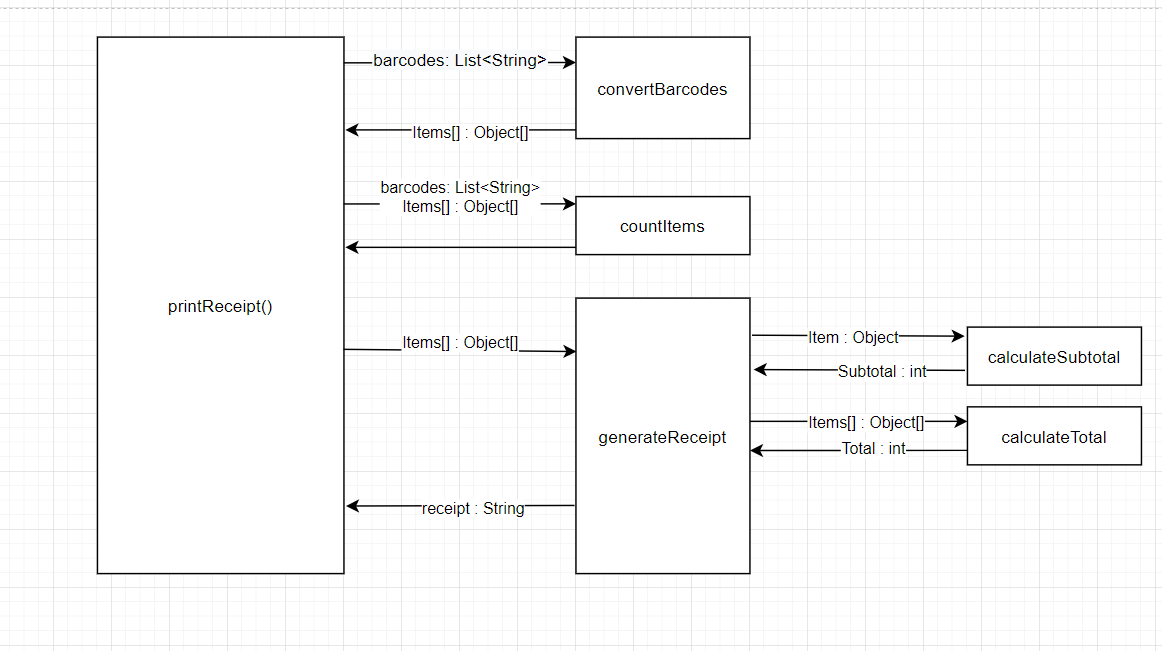 barcodes: List<String>
convertBarcodes
Items[] : Object[]
barcodes: List<String>
Items[] : Object[]
countItems
printReceipt()
Items[] : Object[]
Item : Object
calculateSubtotal
Subtotal : int
Items[] : Object[]
generateReceipt
calculateTotal
Total : int
receipt : String